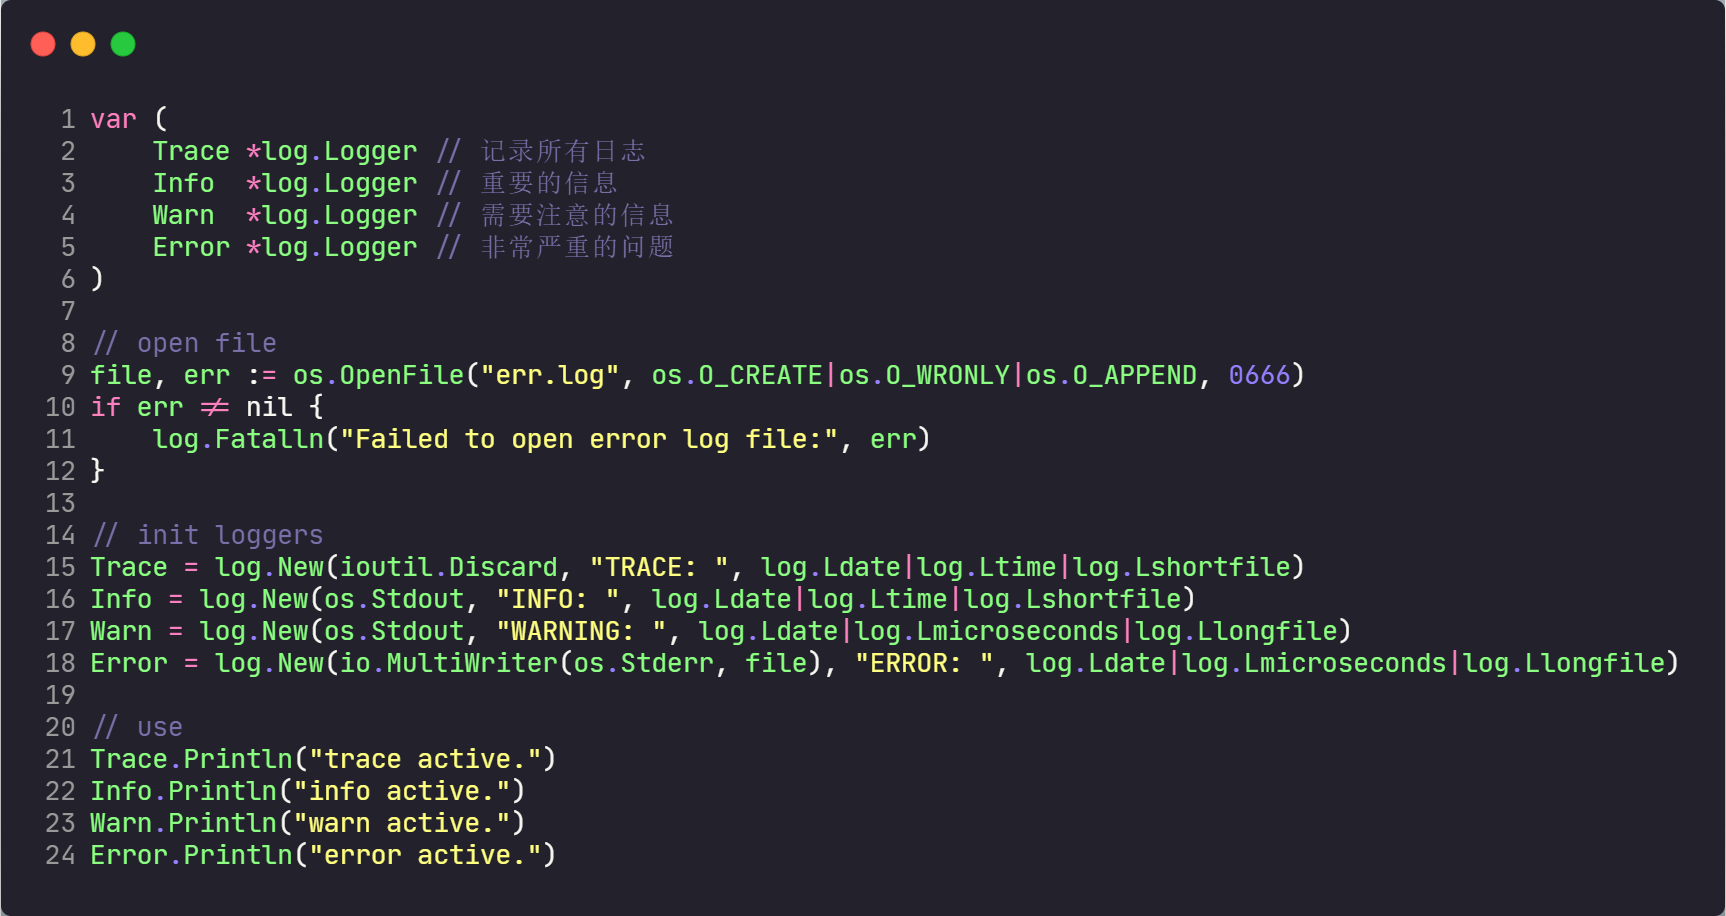 1 var (
2     Trace *log.Logger // 记录所有日志
3     Info  *log.Logger // 重要的信息
4     Warn  *log.Logger // 需要注意的信息
5     Error *log.Logger // 非常严重的问题
6 )
7
8 // open file
9 file, err := os.OpenFile("err.log", os.O_CREATE|os.O_WRONLY|os.O_APPEND, 0666)
10 if err != nil {
11     log.Fatalln("Failed to open error log file:", err)
12 }
13
14 // init loggers
15 Trace = log.New(ioutil.Discard, "TRACE: ", log.Ldate|log.Ltime|log.Lshortfile)
16 Info = log.New(os.Stdout, "INFO: ", log.Ldate|log.Ltime|log.Lshortfile)
17 Warn = log.New(os.Stdout, "WARNING: ", log.Ldate|log.Lmicroseconds|log.Llongfile)
18 Error = log.New(io.MultiWriter(os.Stderr, file), "ERROR: ", log.Ldate|log.Lmicroseconds|log.Llongfile)
19
20 // use
21 Trace.Println("trace active.")
22 Info.Println("info active.")
23 Warn.Println("warn active.")
24 Error.Println("error active.")